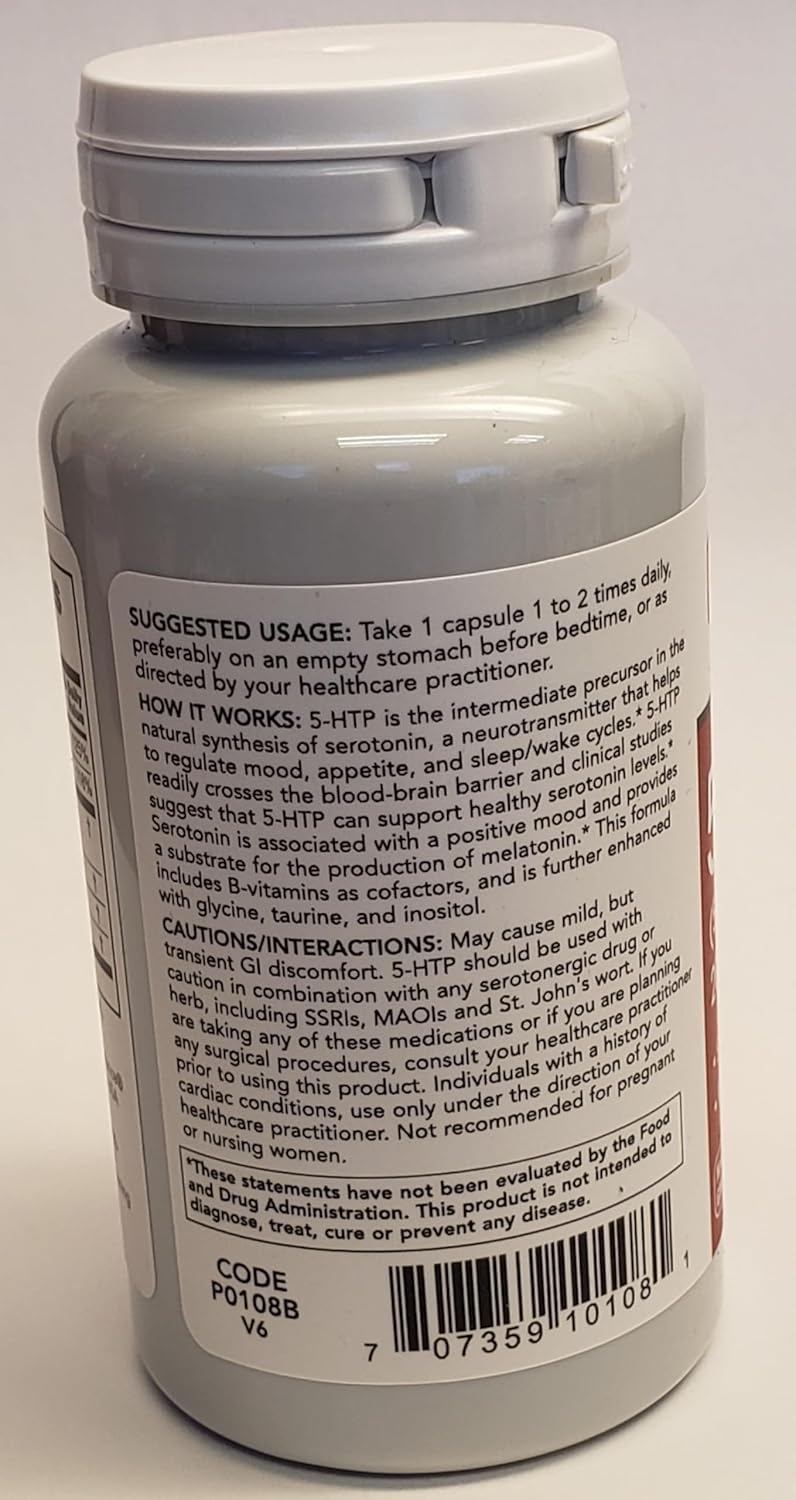 SUGGESTED USAGE: Take 1 capsule 1 to 2 times daily,
preferably on an empty stomach before bedtime, or as
directed by your healthcare practitioner.
HOW IT WORKS: 5-HTP is the intermediate precursor in the
natural synthesis of serotonin, a neurotransmitter that helps
to regulate mood, appetite, and sleep/wake cycles.* 5-HTP
readily crosses the blood-brain barrier and clinical studies
suggest that 5-HTP can support healthy serotonin levels.*
Serotonin is associated with a positive mood and provides
a substrate for the production of melatonin.* This formula
includes B-vitamins as cofactors, and is further enhanced
with glycine, taurine, and inositol.
CAUTIONS/INTERACTIONS: May cause mild, but
transient GI discomfort. 5-HTP should be used with
caution in combination with any serotonergic drug or
herb, including SSRIs, MAOIs and St. John's wort. If you
are taking any of these medications or if you are planning
any surgical procedures, consult your healthcare practitioner
prior to using this product. Individuals with a history of
cardiac conditions, use only under the direction of your
healthcare practitioner. Not recommended for pregnant
or nursing women.
*These statements have not been evaluated by the Food
and Drug Administration. This product is not intended to
diagnose, treat, cure or prevent any disease.
CODE
P0108B
V6
7 07359 10108 1